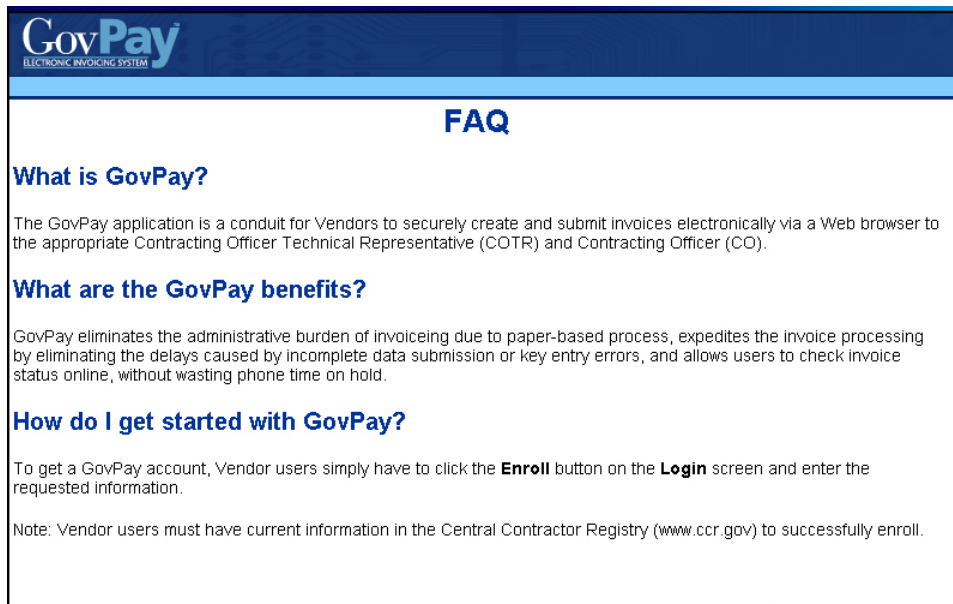 GovPay
ELECTRONIC INVOICING SYSTEM
FAQ
What is GovPay?
The GovPay application is a conduit for Vendors to securely create and submit invoices electronically via a Web browser to
the appropriate Contracting Officer Technical Representative (COTR) and Contracting Officer (CO).
What are the GovPay benefits?
GovPay eliminates the administrative burden of invoiceing due to paper-based process, expedites the invoice processing
by eliminating the delays caused by incomplete data submission or key entry errors, and allows users to check invoice
status online, without wasting phone time on hold.
How do I get started with GovPay?
To get a GovPay account, Vendor users simply have to click the Enroll button on the Login screen and enter the
requested information.
Note: Vendor users must have current information in the Central Contractor Registry (www.ccr.gov) to successfully enroll.